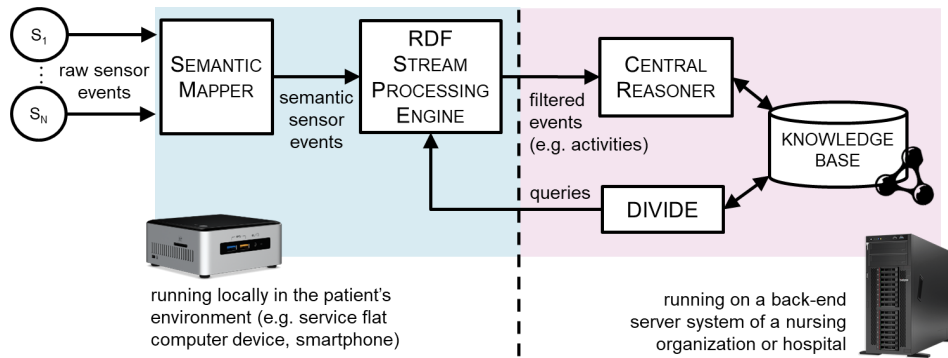 S1
raw sensor
events
SN
SEMANTIC
MAPPER
semantic
sensor
events
RDF
STREAM
PROCESSING
ENGINE
filtered
events
(e.g. activities)
queries
CENTRAL
REASONER
KNOWLEDGE
BASE
DIVIDE
running locally in the patient's
environment (e.g. service flat
computer device, smartphone)
running on a back-end
server system of a nursing
organization or hospital